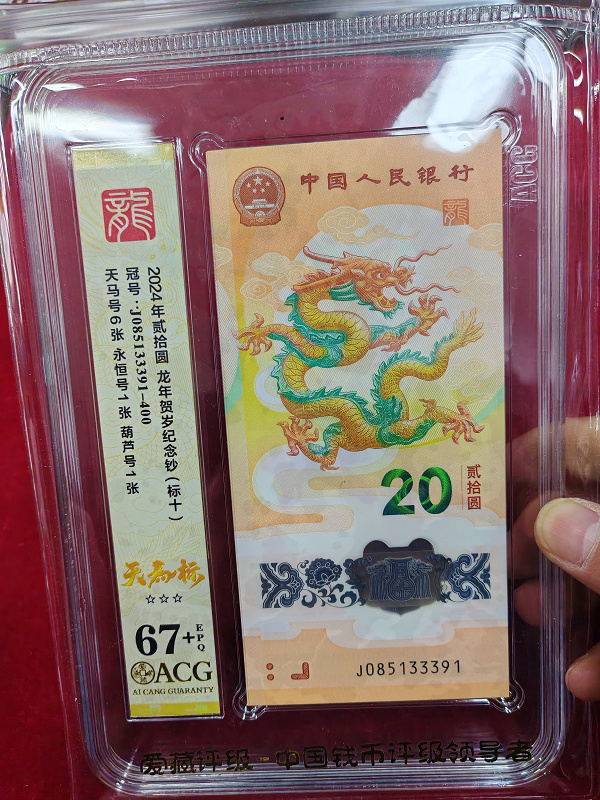 龍
2024年贰拾圆 龙年贺岁纪念钞(标十)
冠号:J085133391-400
天马号6张 永恒号1张 葫芦号1张
天马标
67+
EPQ
ACG
AI CANG GUARANTY
中国人民银行
龍
20
贰拾圆
J085133391
ACG
爱藏评级-中国钱币评级领导者